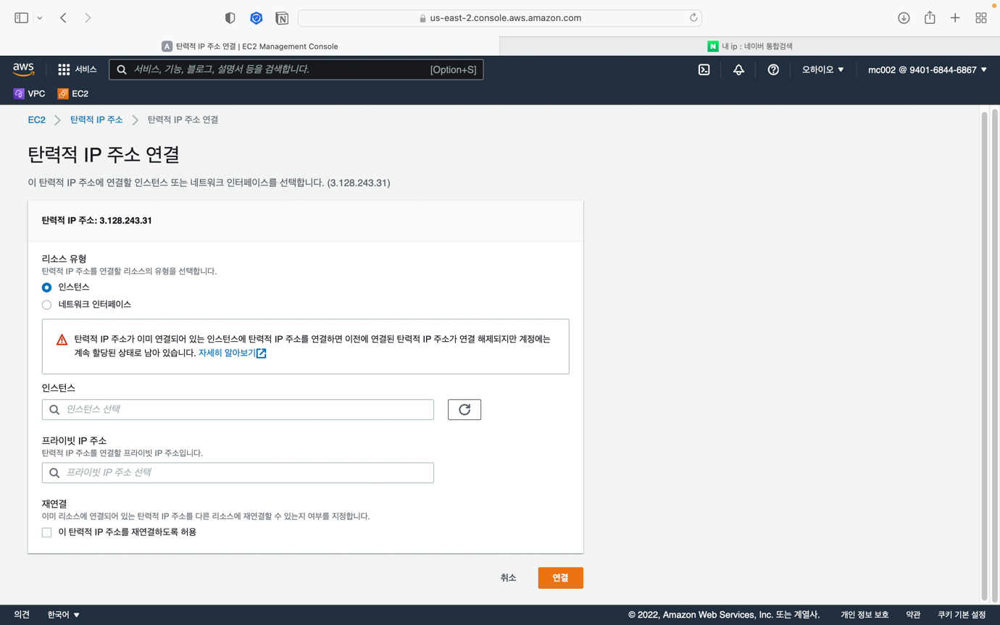 us-east-2.console.aws.amazon.com
A 탄력적 IP 주소 연결 | EC2 Management Console
N 내 ip : 네이버 통합검색
aws
서비스
서비스, 기능, 블로그, 설명서 등을 검색합니다.
[Option+S]
오하이오 ▼
mc002 @ 9401-6844-6867 ▼
VPC
EC2
EC2 > 탄력적 IP 주소 > 탄력적 IP 주소 연결
탄력적 IP 주소 연결
이 탄력적 IP 주소에 연결할 인스턴스 또는 네트워크 인터페이스를 선택합니다. (3.128.243.31)
탄력적 IP 주소: 3.128.243.31
리소스 유형
탄력적 IP 주소를 연결할 리소스의 유형을 선택합니다.
인스턴스
네트워크 인터페이스
탄력적 IP 주소가 이미 연결되어 있는 인스턴스에 탄력적 IP 주소를 연결하면 이전에 연결된 탄력적 IP 주소가 연결 해제되지만 계정에는
계속 할당된 상태로 남아 있습니다. 자세히 알아보기
인스턴스
인스턴스 선택
프라이빗 IP 주소
탄력적 IP 주소를 연결할 프라이빗 IP 주소입니다.
프라이빗 IP 주소 선택
재연결
이미 리소스에 연결되어 있는 탄력적 IP 주소를 다른 리소스에 재연결할 수 있는지 여부를 지정합니다.
이 탄력적 IP 주소를 재연결하도록 허용
취소
연결
의견
한국어 ▼
© 2022, Amazon Web Services, Inc. 또는 계열사.
개인 정보 보호
약관
쿠키 기본 설정